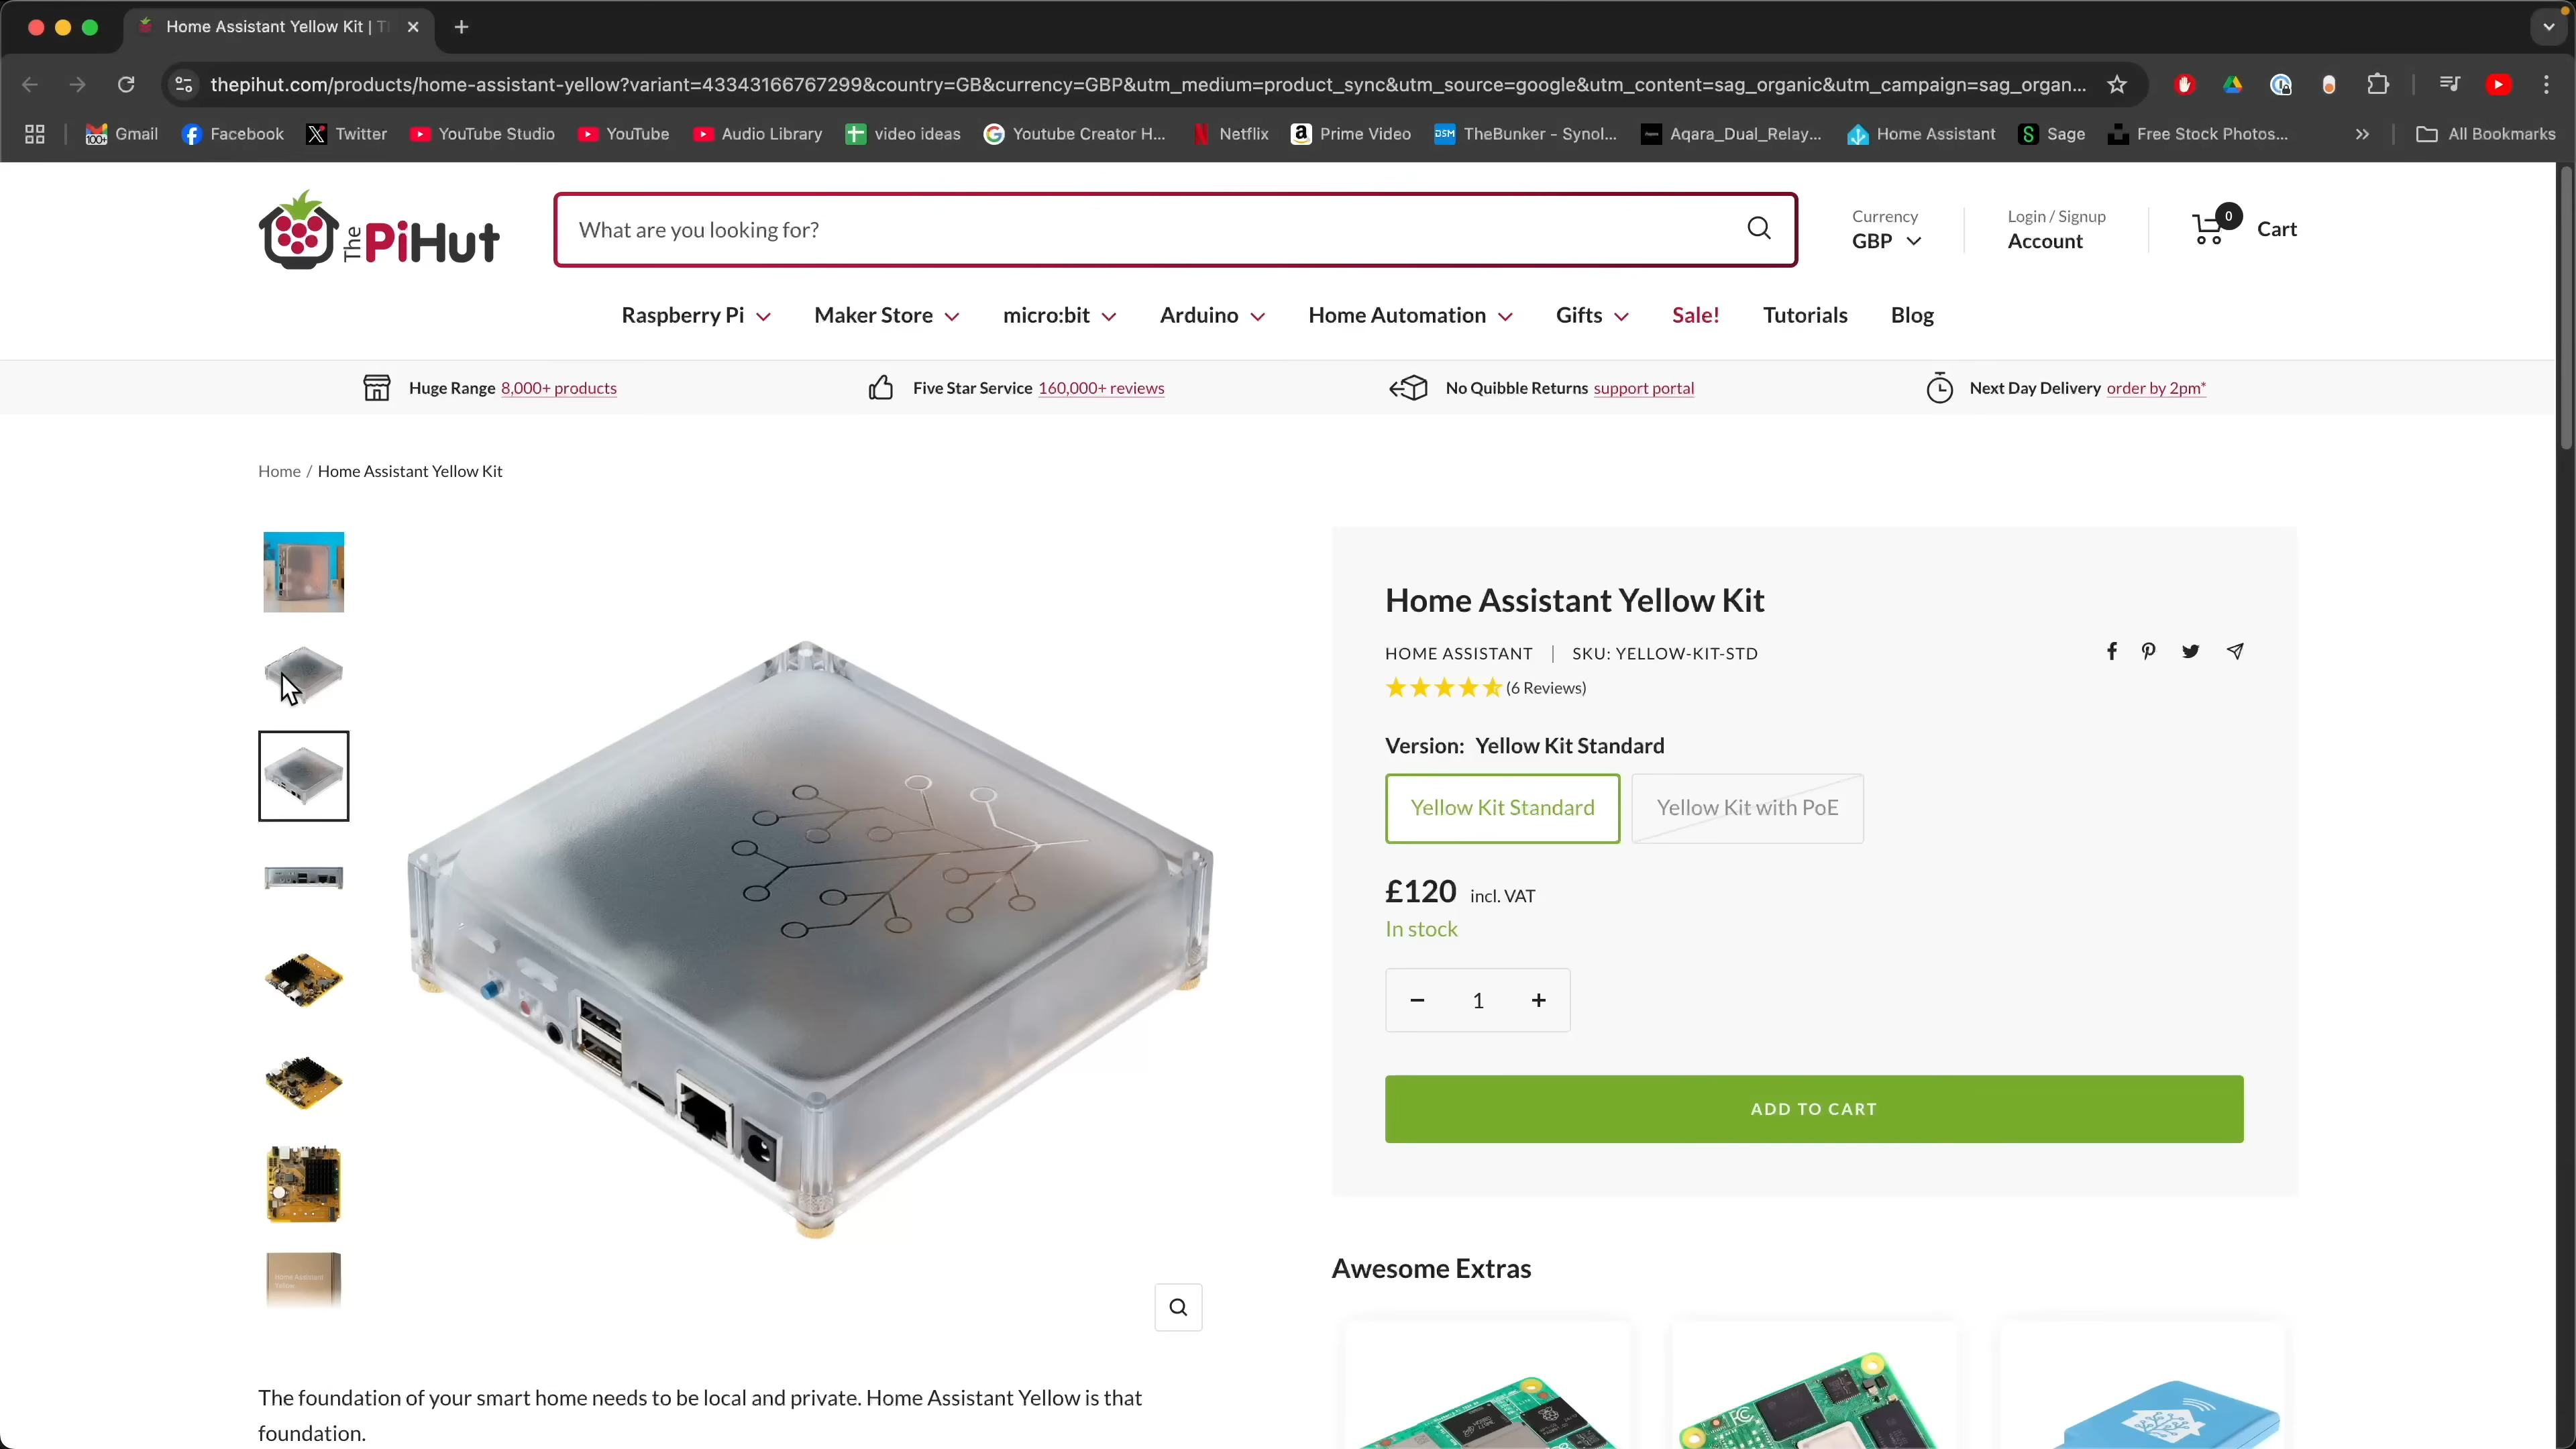 Home Assistant Yellow Kit | T
thepihut.com/products/home-assistant-yellow?variant=43343166767299&country=GB&currency=GBP&utm_medium=product_sync&utm_source=google&utm_content=sag_organic&utm_campaign=sag_organ...
Gmail Facebook Twitter YouTube Studio YouTube Audio Library video ideas Youtube Creator H... Netflix Prime Video TheBunker - Synol... Aqara_Dual_Relay... Home Assistant Sage Free Stock Photos... All Bookmarks
The PiHut
What are you looking for?
Currency
GBP
Login / Signup
Account
0
Cart
Raspberry Pi Maker Store micro:bit Arduino Home Automation Gifts Sale! Tutorials Blog
Huge Range 8,000+ products Five Star Service 160,000+ reviews No Quibble Returns support portal Next Day Delivery order by 2pm*
Home / Home Assistant Yellow Kit
Home Assistant Yellow Kit
HOME ASSISTANT | SKU: YELLOW-KIT-STD
(6 Reviews)
Version: Yellow Kit Standard
Yellow Kit Standard Yellow Kit with PoE
£120 incl. VAT
In stock
− 1 +
ADD TO CART
Home Assistant
Yellow
Awesome Extras
The foundation of your smart home needs to be local and private. Home Assistant Yellow is that
foundation.